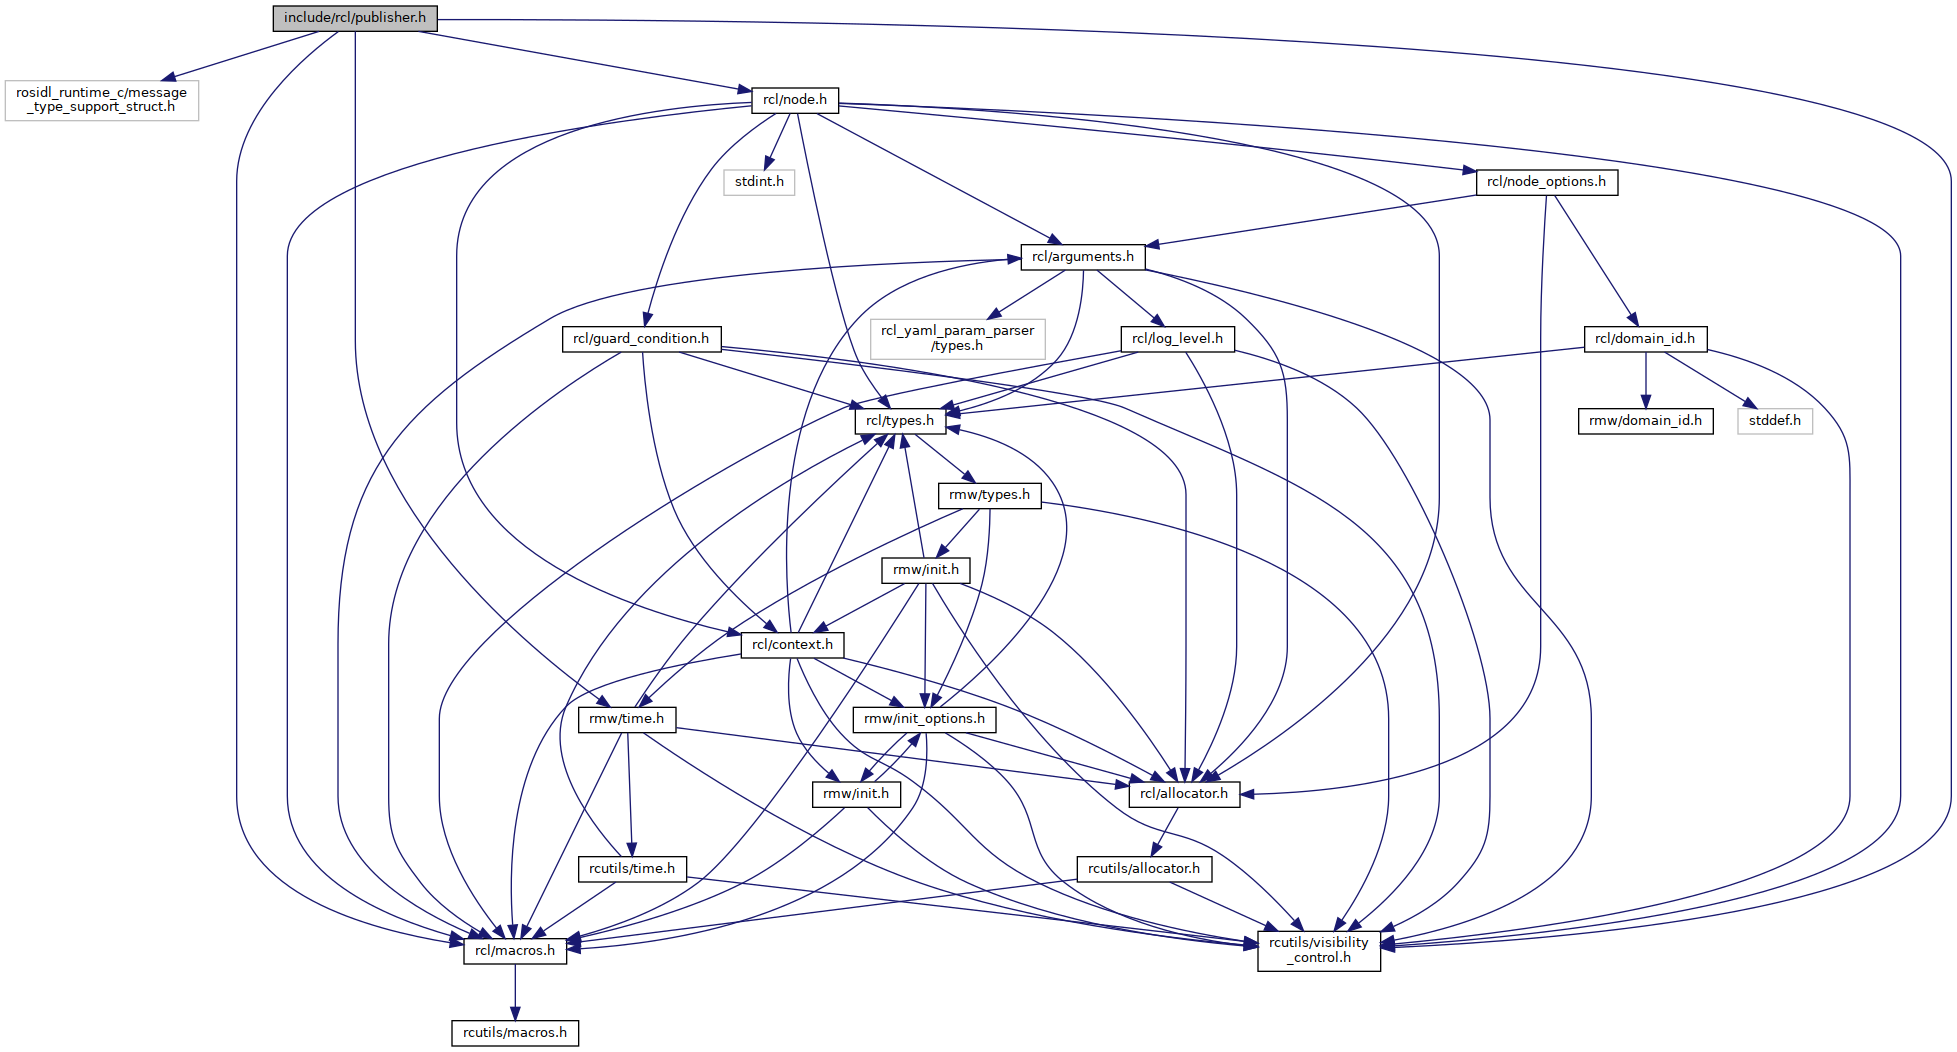 include/rcl/publisher.h
rosidl_runtime_c/message
_type_support_struct.h
rcl/node.h
stdint.h
rcl/node_options.h
rcl/arguments.h
rcl/guard_condition.h
rcl_yaml_param_parser
/types.h
rcl/log_level.h
rcl/domain_id.h
rcl/types.h
rmw/domain_id.h
stddef.h
rmw/types.h
rmw/init.h
rcl/context.h
rmw/time.h
rmw/init_options.h
rmw/init.h
rcl/allocator.h
rcutils/time.h
rcutils/allocator.h
rcl/macros.h
rcutils/visibility
_control.h
rcutils/macros.h